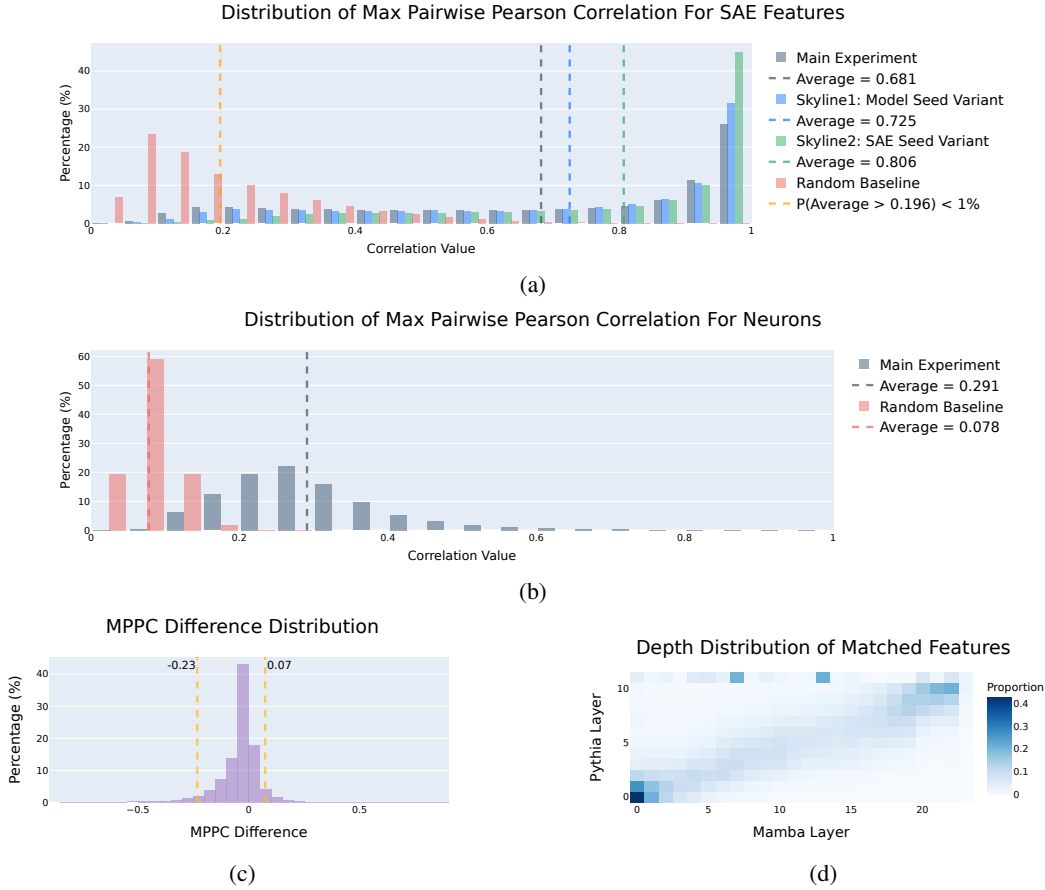 Distribution of Max Pairwise Pearson Correlation For SAE Features
Percentage (%)
40
30
20
10
0
0
0.2
0.4
0.6
0.8
1
Correlation Value
Main Experiment
Average = 0.681
Skyline1: Model Seed Variant
Average = 0.725
Skyline2: SAE Seed Variant
Average = 0.806
Random Baseline
P(Average > 0.196) < 1%
(a)
Distribution of Max Pairwise Pearson Correlation For Neurons
Percentage (%)
60
50
40
30
20
10
0
0
0.2
0.4
0.6
0.8
1
Correlation Value
Main Experiment
Average = 0.291
Random Baseline
Average = 0.078
(b)
MPPC Difference Distribution
Percentage (%)
40
30
20
10
0
-0.23
0.07
−0.5
0
0.5
MPPC Difference
(c)
Depth Distribution of Matched Features
Pythia Layer
10
5
0
0
5
10
15
20
Mamba Layer
Proportion
0.4
0.3
0.2
0.1
0
(d)